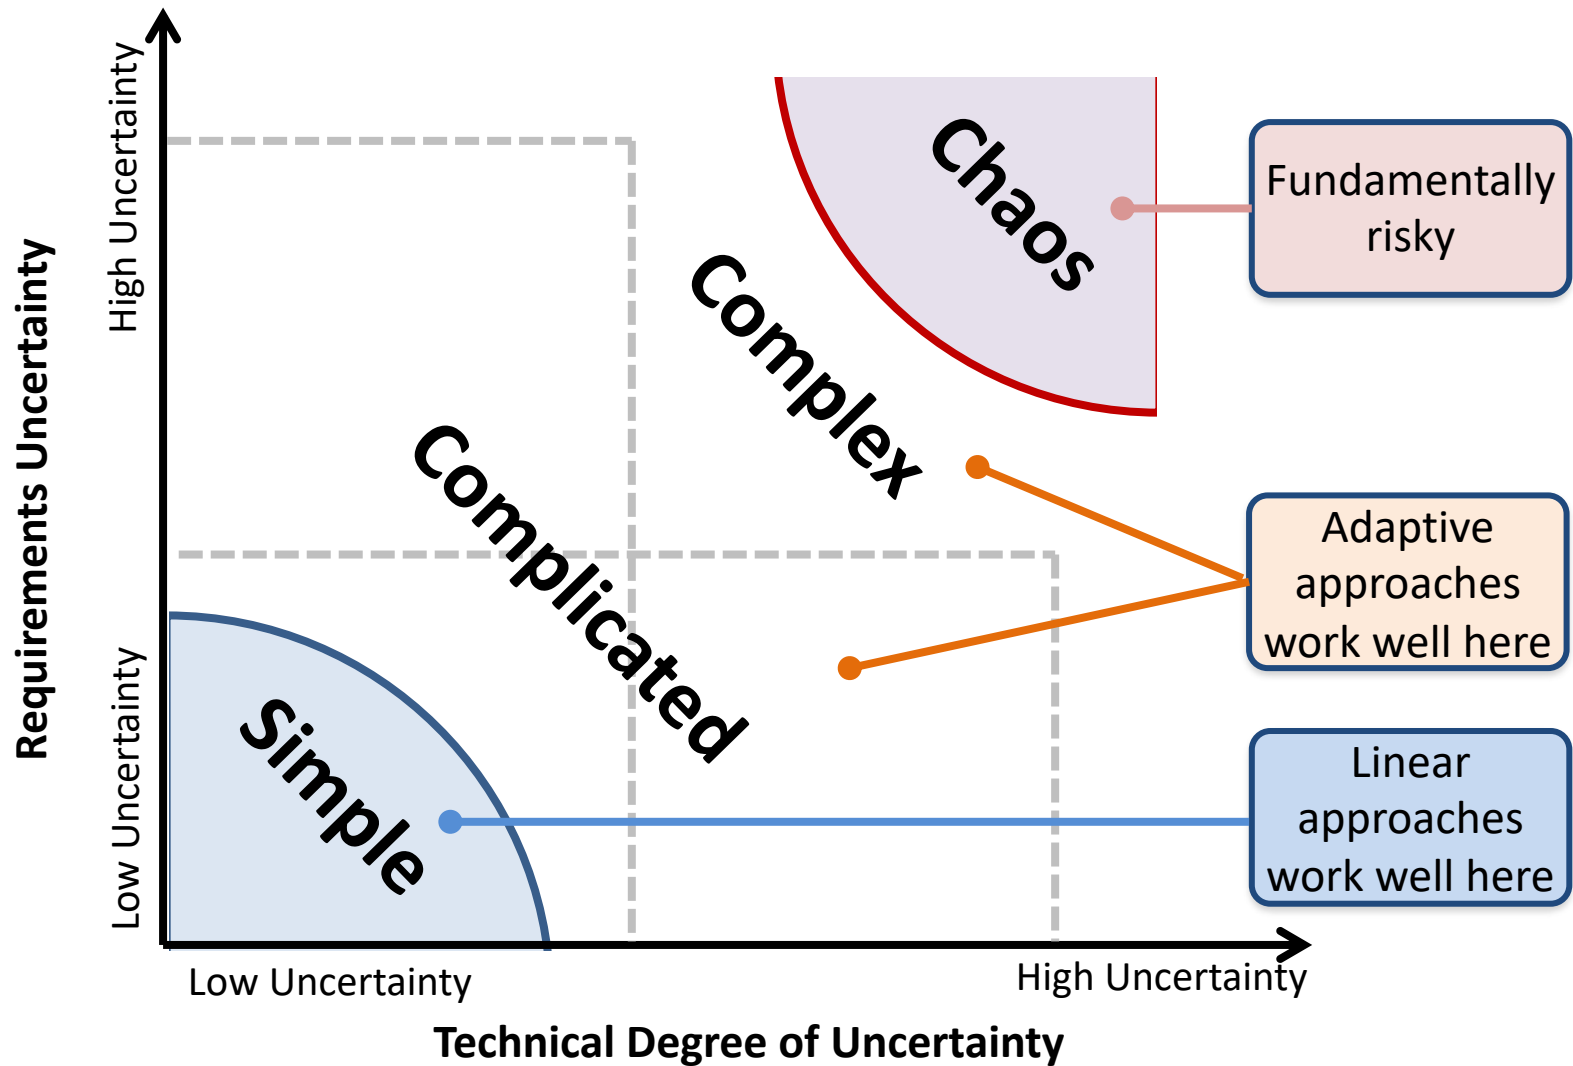 Requirements Uncertainty
High Uncertainty
Low Uncertainty
Chaos
Complex
Complicated
Simple
Fundamentally
risky
Adaptive
approaches
work well here
Linear
approaches
work well here
Low Uncertainty
High Uncertainty
Technical Degree of Uncertainty